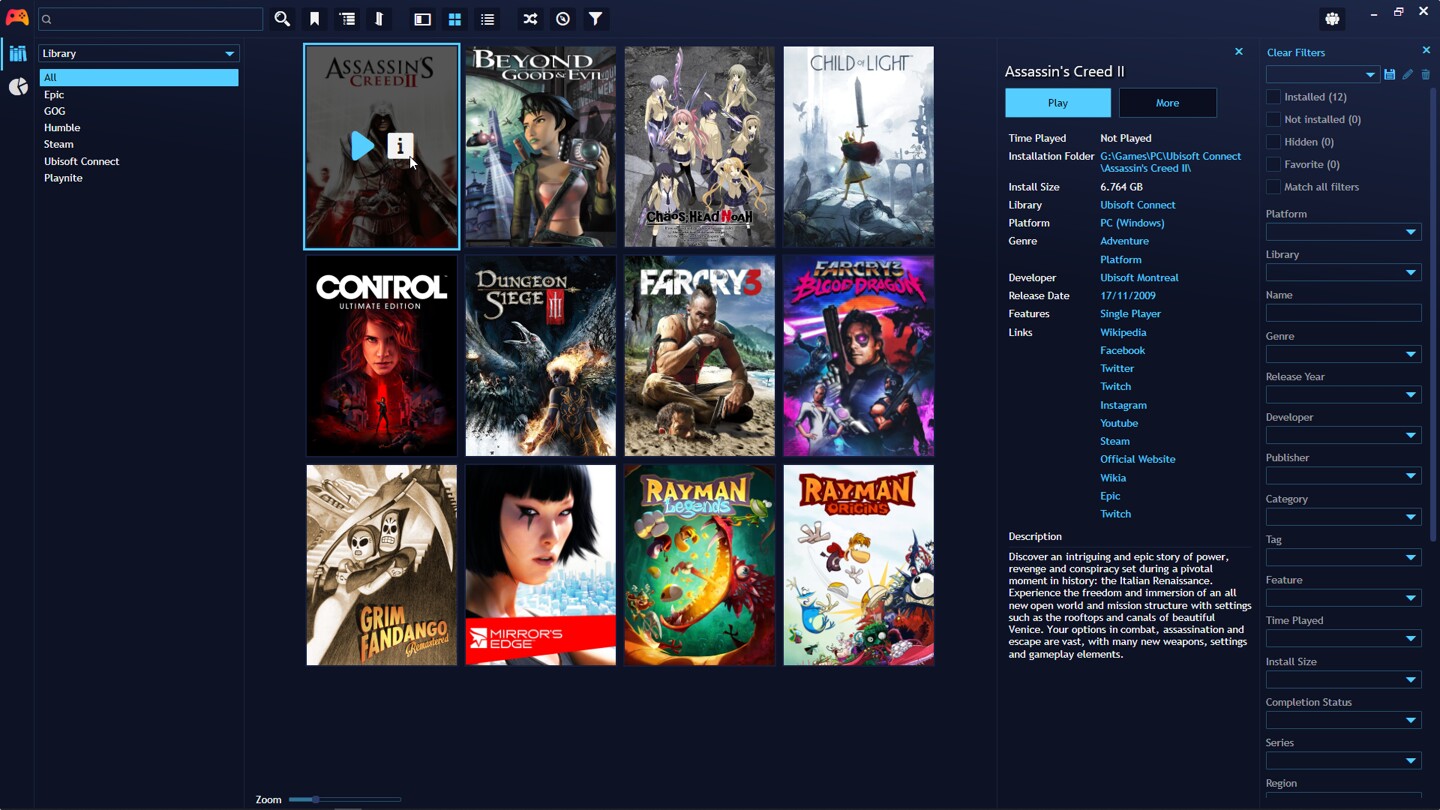 Library
All
Epic
GOG
Humble
Steam
Ubisoft Connect
Playnite
ASSASSIN'S
CREED II
BEYOND
GOOD & EVIL
CHAOS;HEAD NOAH
CHILD of LIGHT
CONTROL
ULTIMATE EDITION
DUNGEON
SIEGE III
FARCRY3
FARCRY3
BLOOD DRAGON
GRIM
FANDANGO
Remastered
MIRROR'S
EDGE
RAYMAN
Legends
RAYMAN
ORIGINS
Zoom
Assassin's Creed II
Play More
Time Played Not Played
Installation Folder G:\Games\PC\Ubisoft Connect
\Assassin's Creed II\
Install Size 6.764 GB
Library Ubisoft Connect
Platform PC (Windows)
Genre Adventure
Platform
Developer Ubisoft Montreal
Release Date 17/11/2009
Features Single Player
Links Wikipedia
Facebook
Twitter
Twitch
Instagram
Youtube
Steam
Official Website
Wikia
Epic
Twitch
Description
Discover an intriguing and epic story of power,
revenge and conspiracy set during a pivotal
moment in history: the Italian Renaissance.
Experience the freedom and immersion of an all
new open world and mission structure with settings
such as the rooftops and canals of beautiful
Venice. Your options in combat, assassination and
escape are vast, with many new weapons, settings
and gameplay elements.
Clear Filters
Installed (12)
Not installed (0)
Hidden (0)
Favorite (0)
Match all filters
Platform
Library
Name
Genre
Release Year
Developer
Publisher
Category
Tag
Feature
Time Played
Install Size
Completion Status
Series
Region